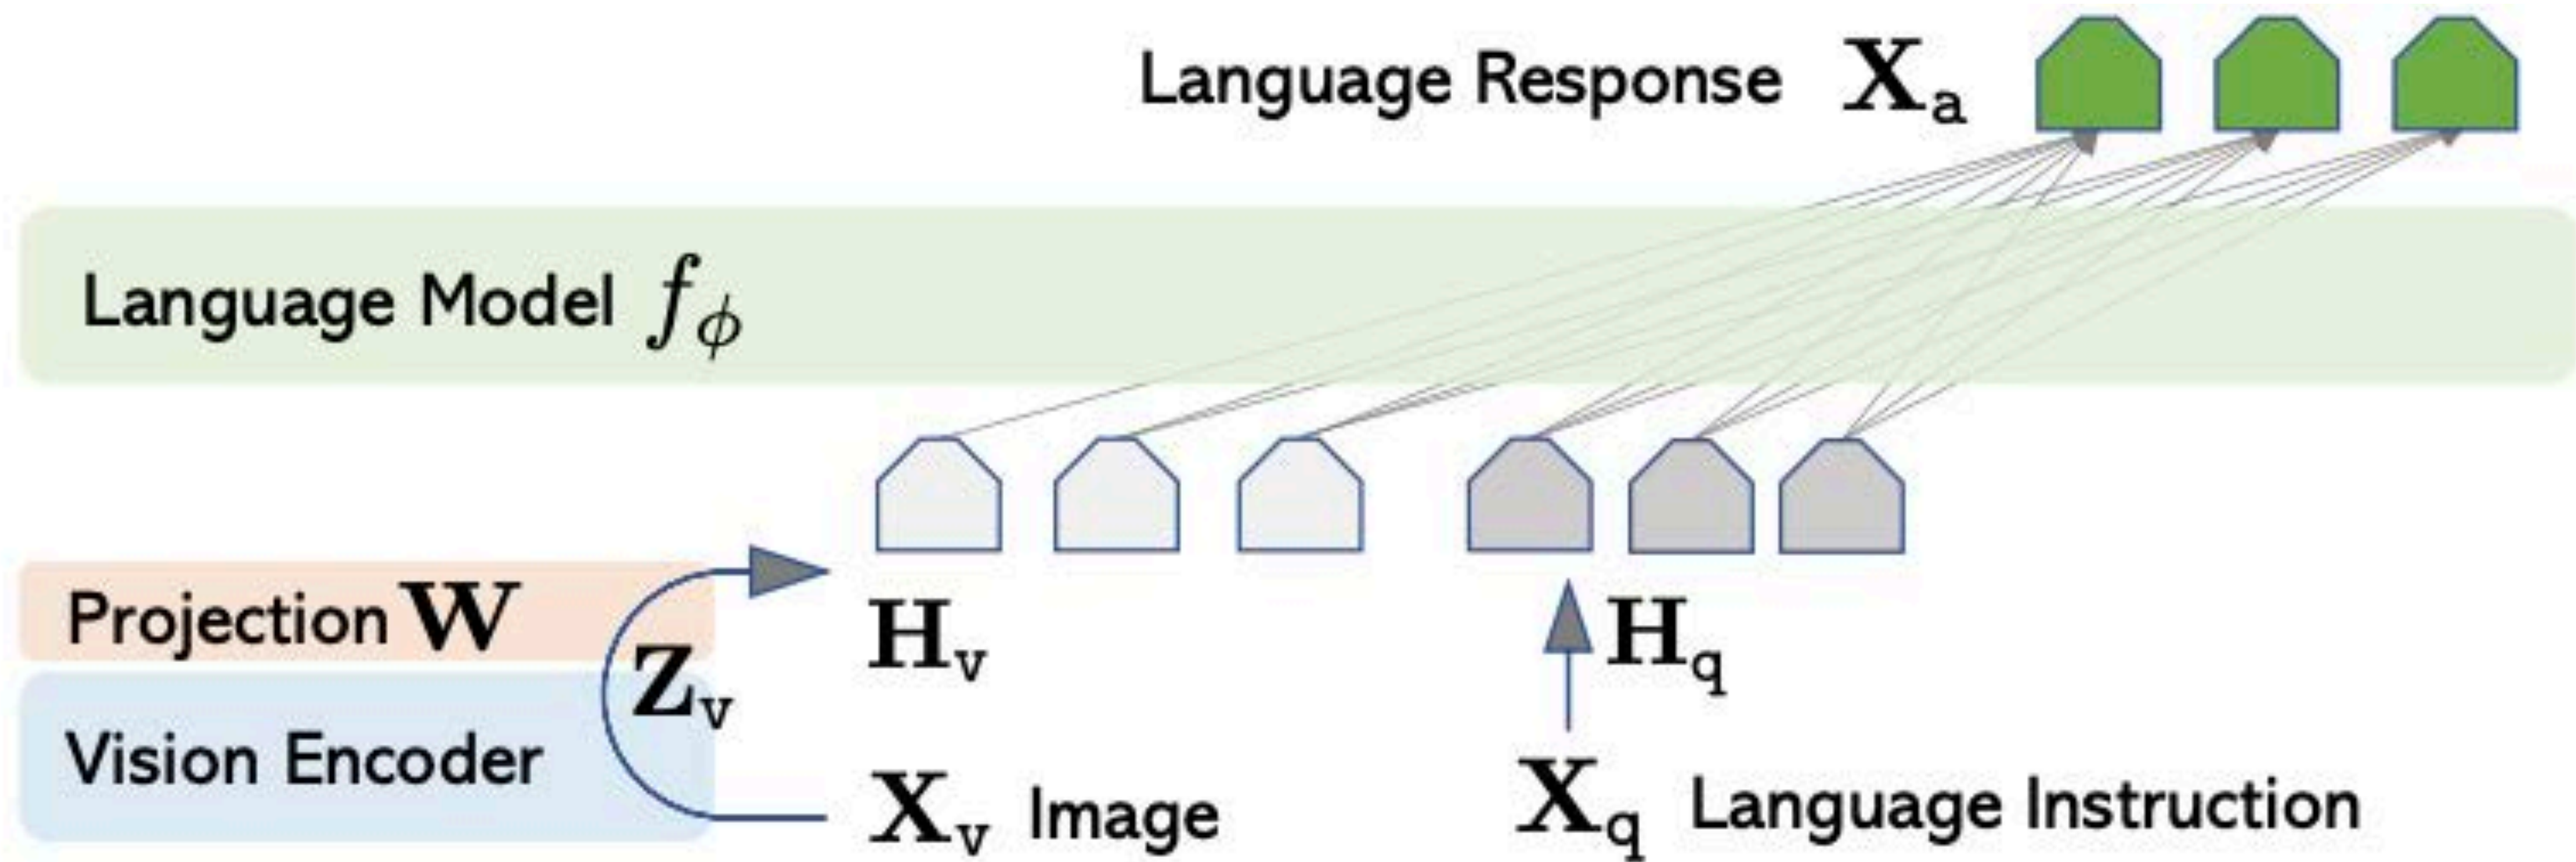 Language Response X_a
Language Model f_ϕ
Projection W
Z_v
H_v
H_q
Vision Encoder
X_v Image
X_q Language Instruction